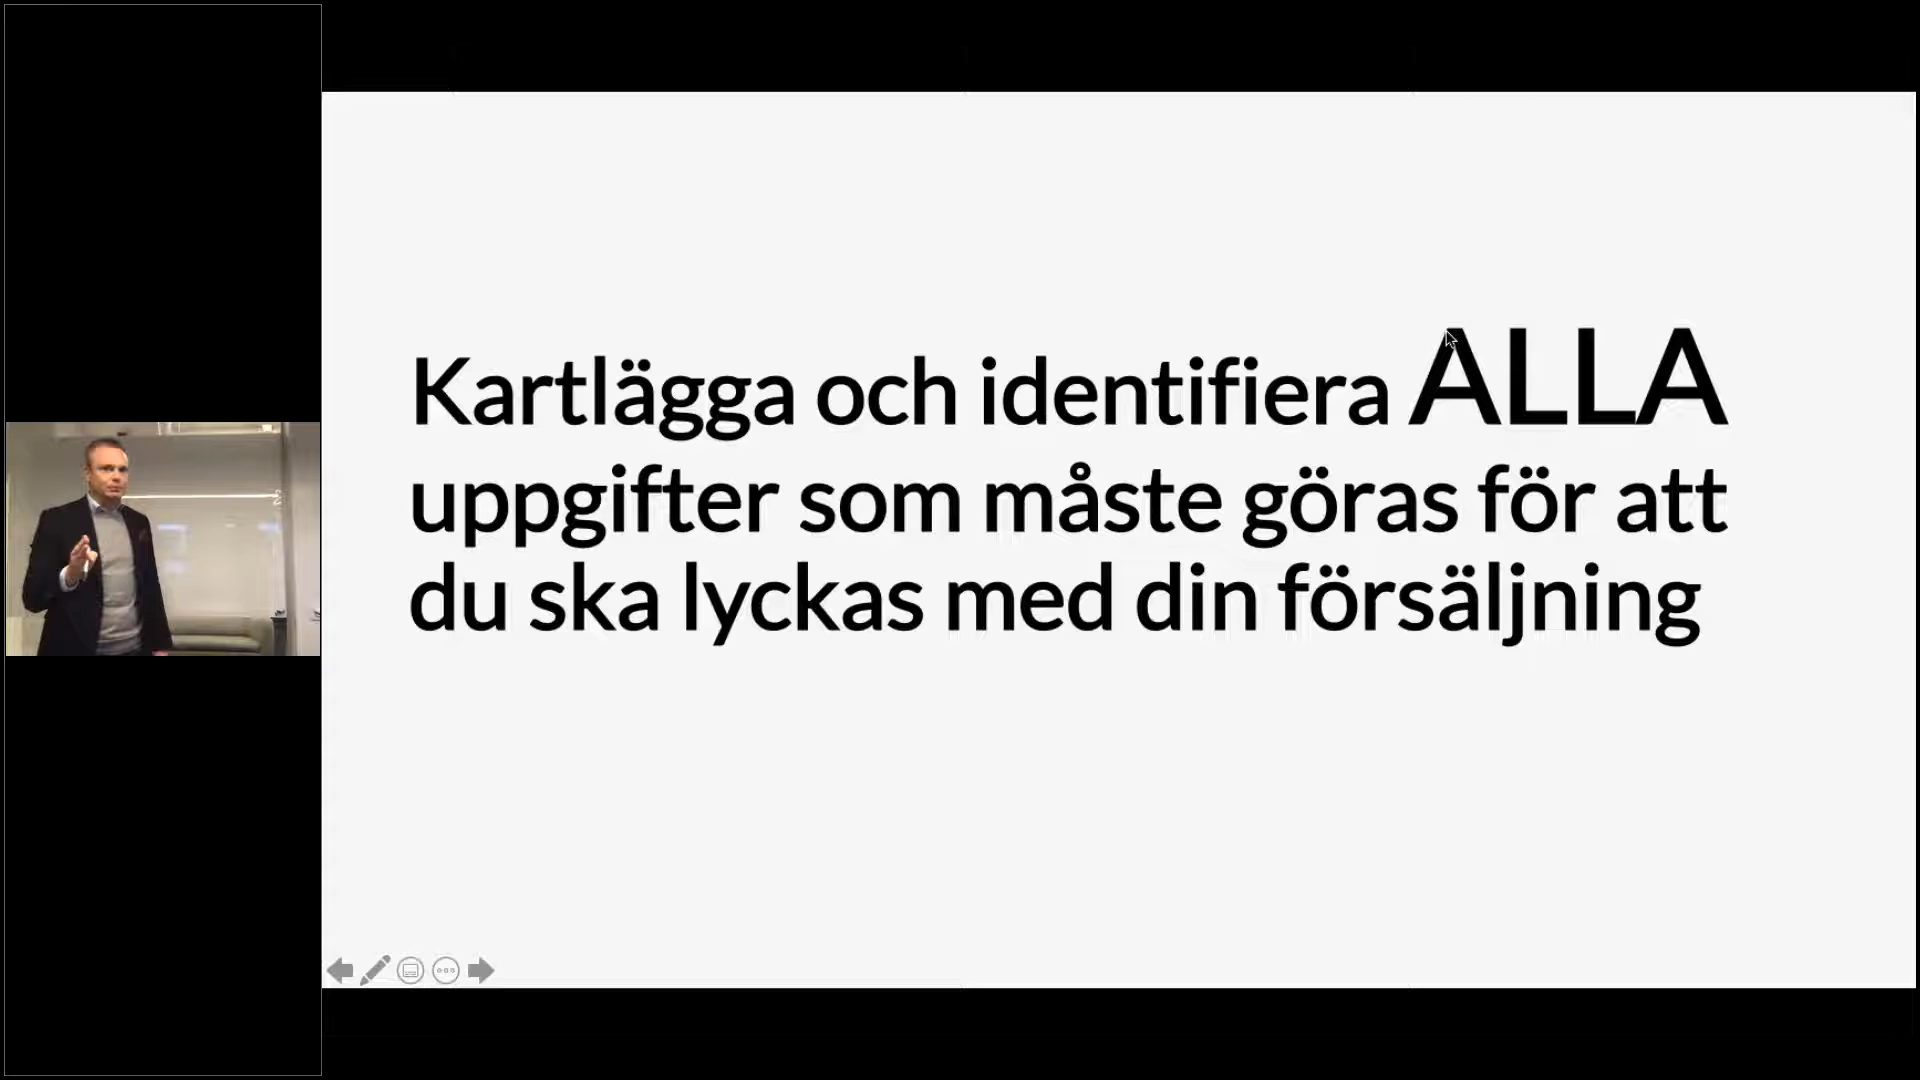 Kartlägga och identifiera ALLA
uppgifter som måste göras för att
du ska lyckas med din försäljning